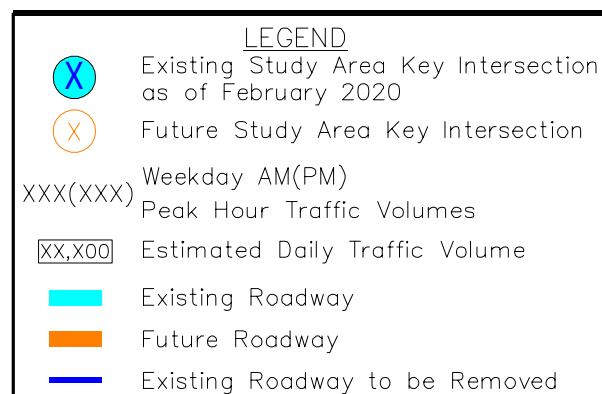 LEGEND
X Existing Study Area Key Intersection
as of February 2020
X Future Study Area Key Intersection
XXX(XXX) Weekday AM(PM)
Peak Hour Traffic Volumes
XX,X00 Estimated Daily Traffic Volume
Existing Roadway
Future Roadway
Existing Roadway to be Removed